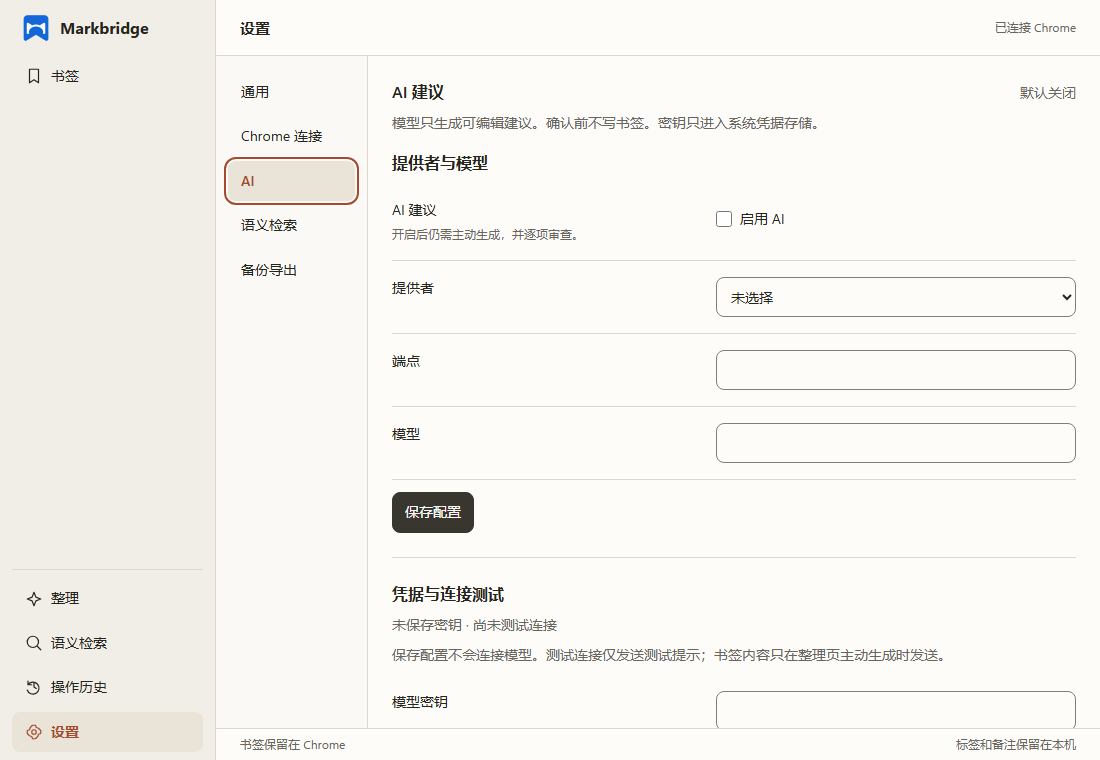 Markbridge
书签
整理
语义检索
操作历史
设置
设置
已连接 Chrome
通用
Chrome 连接
AI
语义检索
备份导出
AI 建议
默认关闭
模型只生成可编辑建议。确认前不写书签。密钥只进入系统凭据存储。
提供者与模型
AI 建议
开启后仍需主动生成，并逐项审查。
启用 AI
提供者
未选择
端点
模型
保存配置
凭据与连接测试
未保存密钥 · 尚未测试连接
保存配置不会连接模型。测试连接仅发送测试提示；书签内容只在整理页主动生成时发送。
模型密钥
书签保留在 Chrome
标签和备注保留在本机